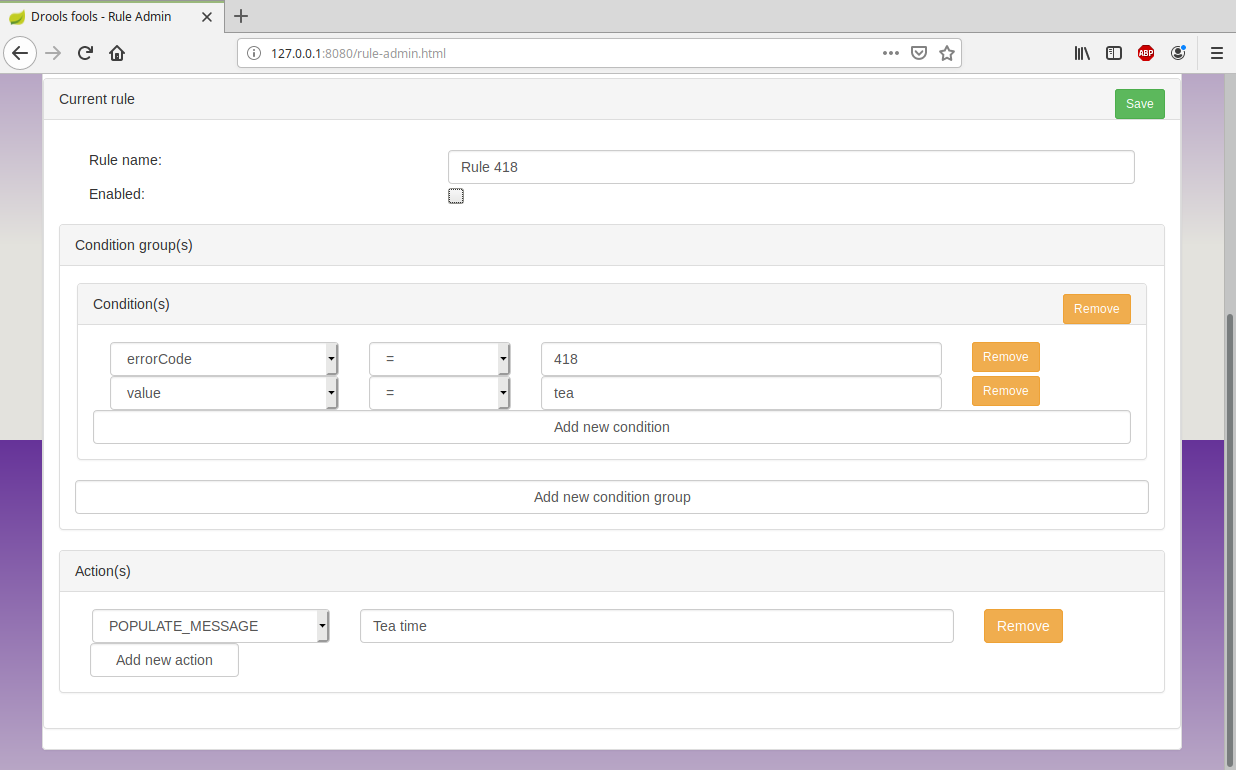 Drools fools - Rule Admin
127.0.0.1:8080/rule-admin.html
ABP
Current rule
Save
Rule name:
Rule 418
Enabled:
Condition group(s)
Condition(s)
Remove
errorCode = 418 Remove
value = tea Remove
Add new condition
Add new condition group
Action(s)
POPULATE_MESSAGE Tea time Remove
Add new action